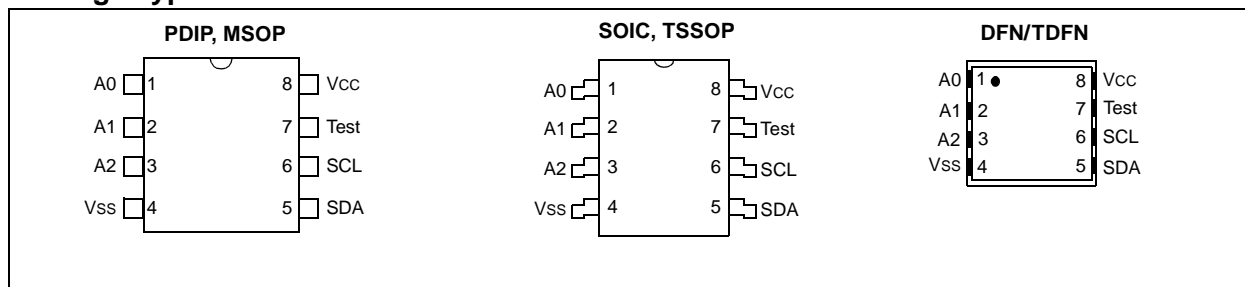 PDIP, MSOP
A0 1 8 VCC
A1 2 7 Test
A2 3 6 SCL
VSS 4 5 SDA
SOIC, TSSOP
A0 1 8 VCC
A1 2 7 Test
A2 3 6 SCL
VSS 4 5 SDA
DFN/TDFN
A0 1 8 VCC
A1 2 7 Test
A2 3 6 SCL
VSS 4 5 SDA